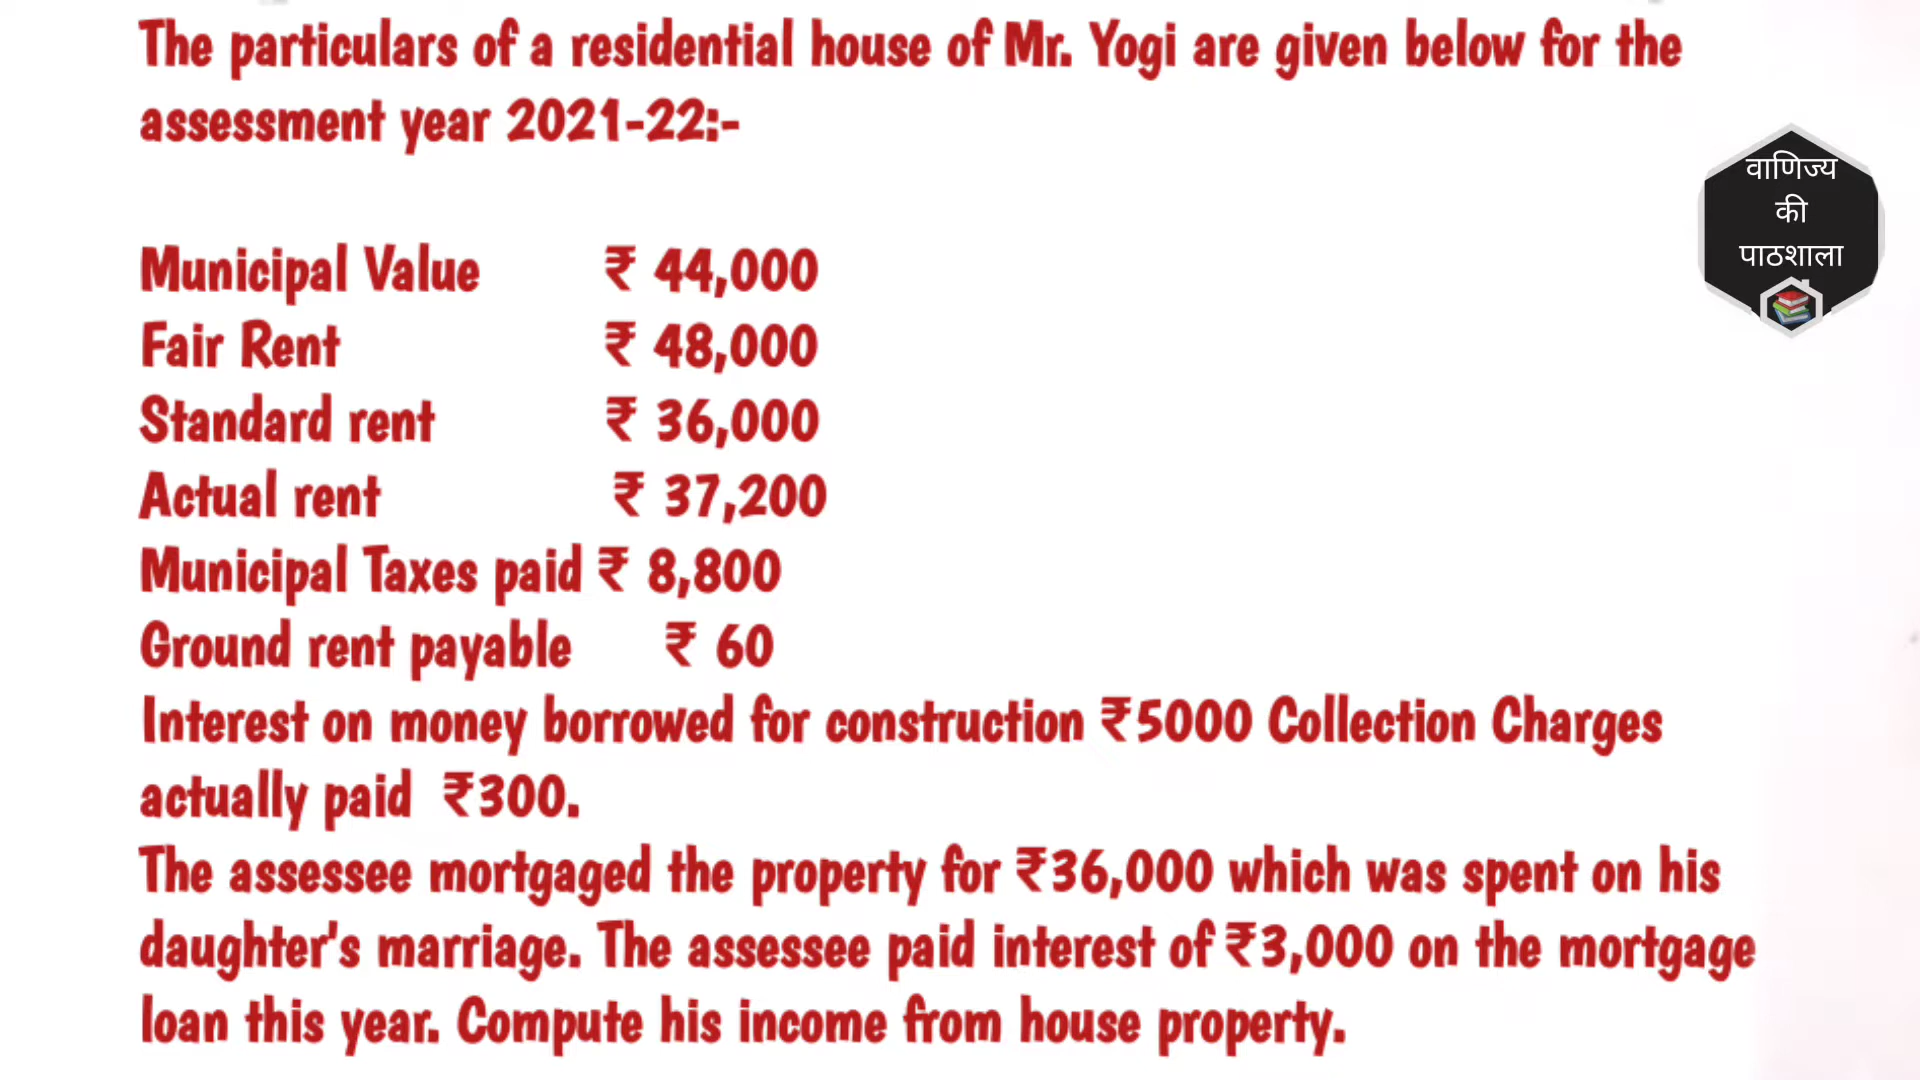 The particulars of a residential house of Mr. Yogi are given below for the
assessment year 2021-22:-
वाणिज्य
की
पाठशाला
Municipal Value ₹ 44,000
Fair Rent ₹ 48,000
Standard rent ₹ 36,000
Actual rent ₹ 37,200
Municipal Taxes paid ₹ 8,800
Ground rent payable ₹ 60
Interest on money borrowed for construction ₹5000 Collection Charges
actually paid ₹300.
The assessee mortgaged the property for ₹36,000 which was spent on his
daughter's marriage. The assessee paid interest of ₹3,000 on the mortgage
loan this year. Compute his income from house property.